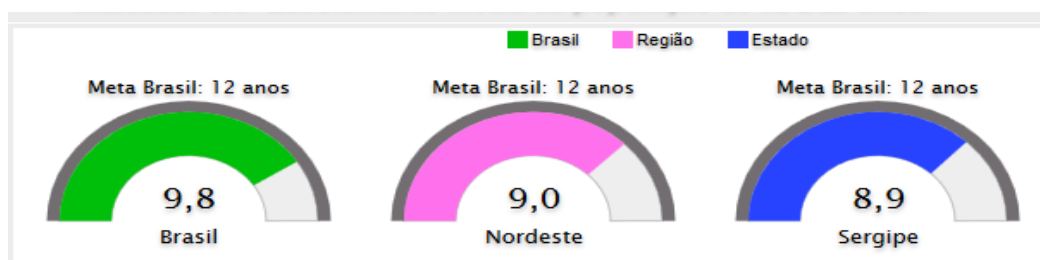 Brasil Região Estado
Meta Brasil: 12 anos Meta Brasil: 12 anos Meta Brasil: 12 anos
9,8 9,0 8,9
Brasil Nordeste Sergipe